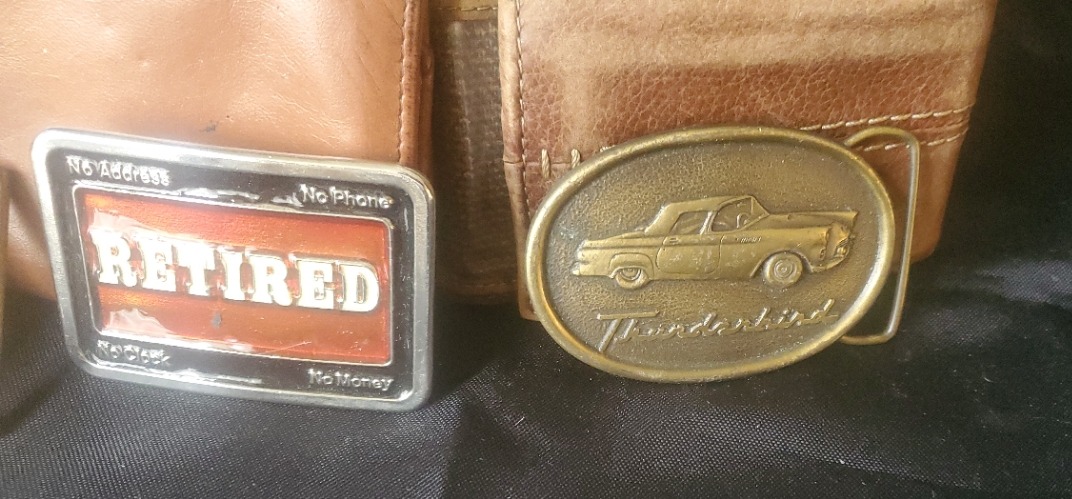 No Address
No Phone
RETIRED
No Clock
No Money
Thunderbird